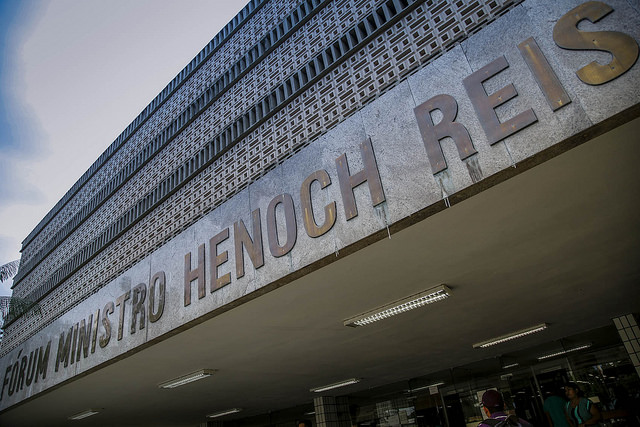 FÓRUM MINISTRO HENOCH REIS